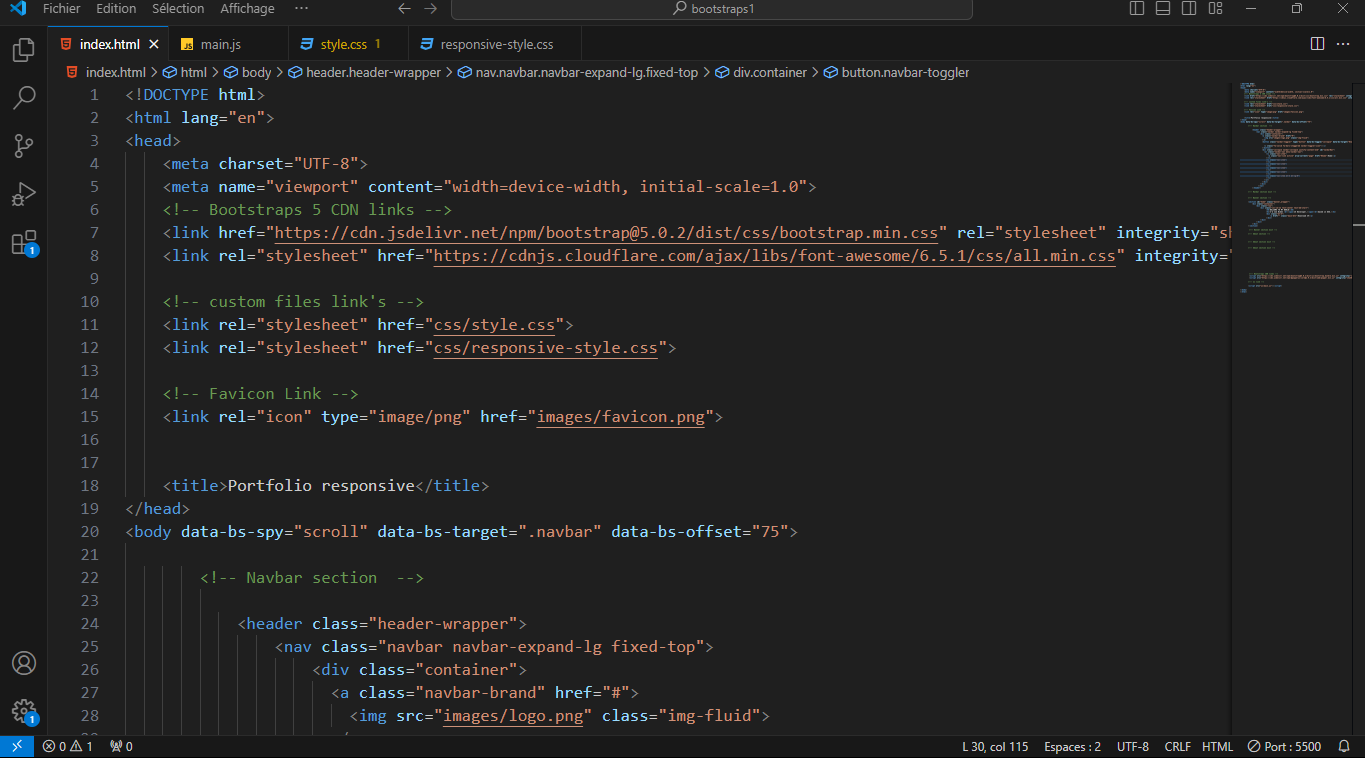 Fichier Edition Sélection Affichage ··· bootstraps1
index.html main.js style.css 1 responsive-style.css
index.html > html > body > header.header-wrapper > nav.navbar.navbar-expand-lg.fixed-top > div.container > button.navbar-toggler
1 <!DOCTYPE html>
2 <html lang="en">
3 <head>
4 <meta charset="UTF-8">
5 <meta name="viewport" content="width=device-width, initial-scale=1.0">
6 <!-- Bootstraps 5 CDN links -->
7 <link href="https://cdn.jsdelivr.net/npm/bootstrap@5.0.2/dist/css/bootstrap.min.css" rel="stylesheet" integrity="sh
8 <link rel="stylesheet" href="https://cdnjs.cloudflare.com/ajax/libs/font-awesome/6.5.1/css/all.min.css" integrity="
9
10 <!-- custom files link's -->
11 <link rel="stylesheet" href="css/style.css">
12 <link rel="stylesheet" href="css/responsive-style.css">
13
14 <!-- Favicon Link -->
15 <link rel="icon" type="image/png" href="images/favicon.png">
16
17
18 <title>Portfolio responsive</title>
19 </head>
20 <body data-bs-spy="scroll" data-bs-target=".navbar" data-bs-offset="75">
21
22 <!-- Navbar section  -->
23
24 <header class="header-wrapper">
25 <nav class="navbar navbar-expand-lg fixed-top">
26 <div class="container">
27 <a class="navbar-brand" href="#">
28 <img src="images/logo.png" class="img-fluid">
1
1
0 1 0 L 30, col 115 Espaces : 2 UTF-8 CRLF HTML Port : 5500